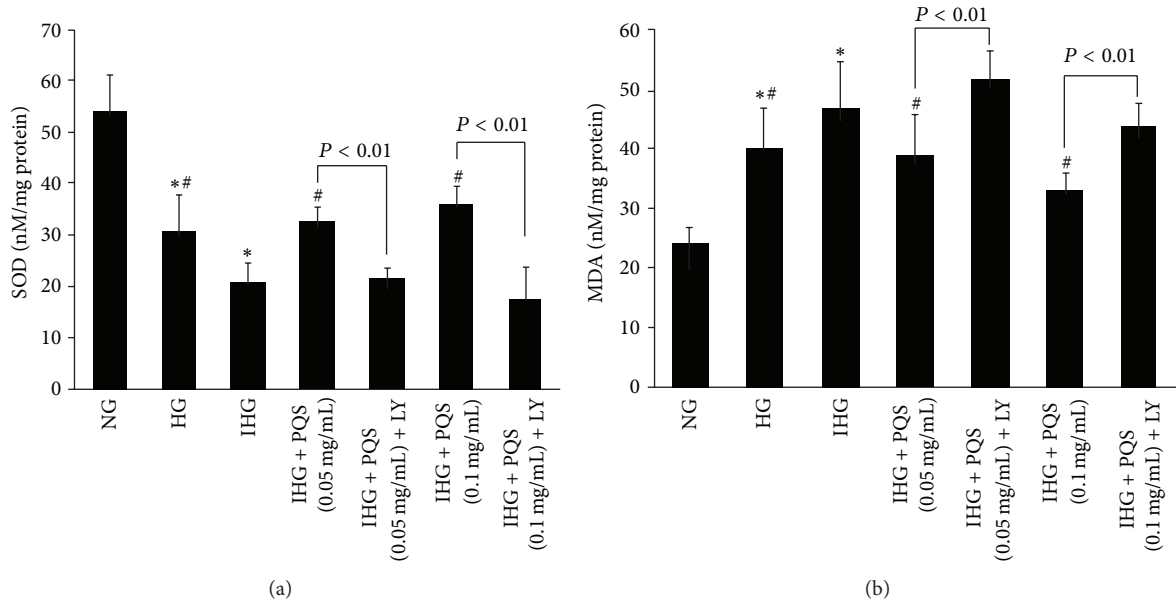 70
60
50
40
30
20
10
0
SOD (nM/mg protein)
*#
*
#
P < 0.01
#
P < 0.01
NG
HG
IHG
IHG + PQS
(0.05 mg/mL)
IHG + PQS
(0.05 mg/mL) + LY
IHG + PQS
(0.1 mg/mL)
IHG + PQS
(0.1 mg/mL) + LY
(a)
60
50
40
30
20
10
0
MDA (nM/mg protein)
*#
*
#
P < 0.01
#
P < 0.01
NG
HG
IHG
IHG + PQS
(0.05 mg/mL)
IHG + PQS
(0.05 mg/mL) + LY
IHG + PQS
(0.1 mg/mL)
IHG + PQS
(0.1 mg/mL) + LY
(b)